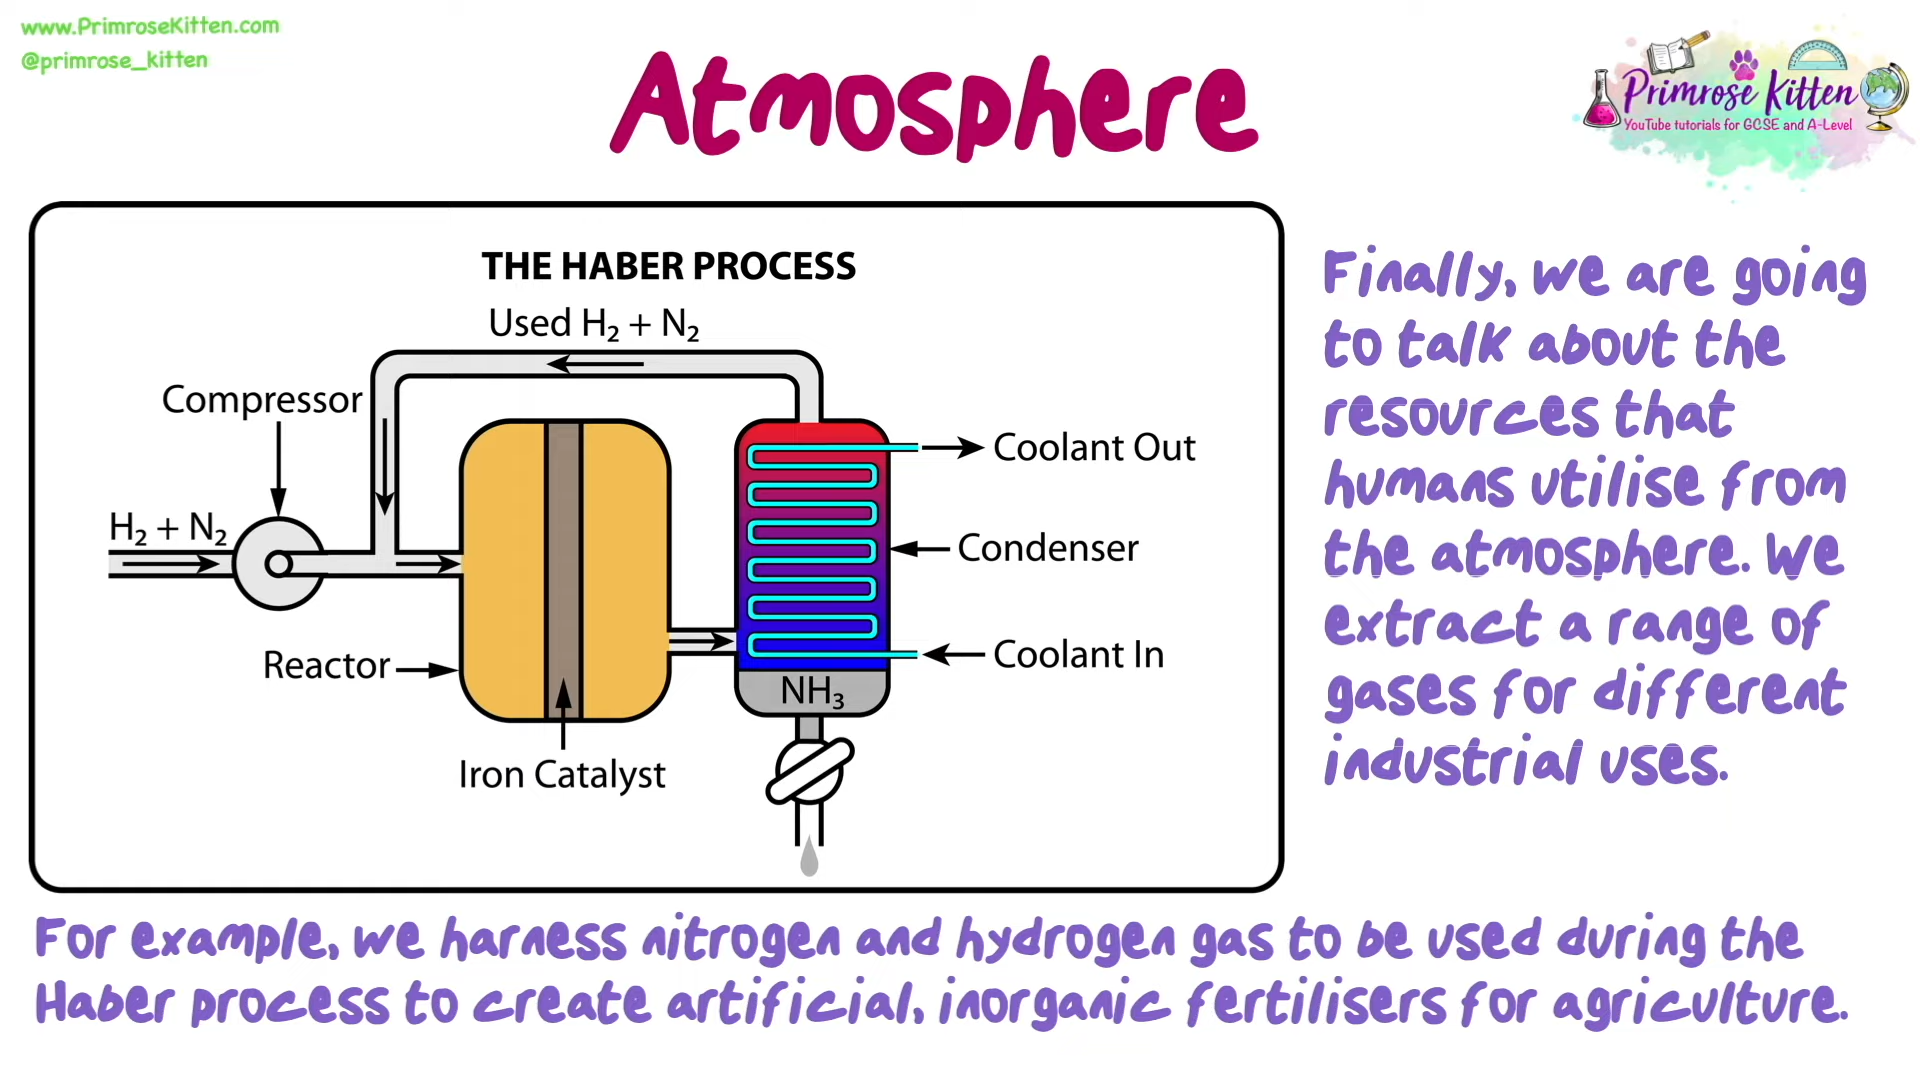 www.PrimroseKitten.com
@primrose_kitten
Atmosphere
Primrose Kitten
YouTube tutorials for GCSE and A-Level
THE HABER PROCESS
Used H₂ + N₂
Compressor
H₂ + N₂
Reactor
Iron Catalyst
Coolant Out
Condenser
Coolant In
NH₃
Finally, we are going
to talk about the
resources that
humans utilise from
the atmosphere. We
extract a range of
gases for different
industrial uses.
For example, we harness nitrogen and hydrogen gas to be used during the
Haber process to create artificial, inorganic fertilisers for agriculture.